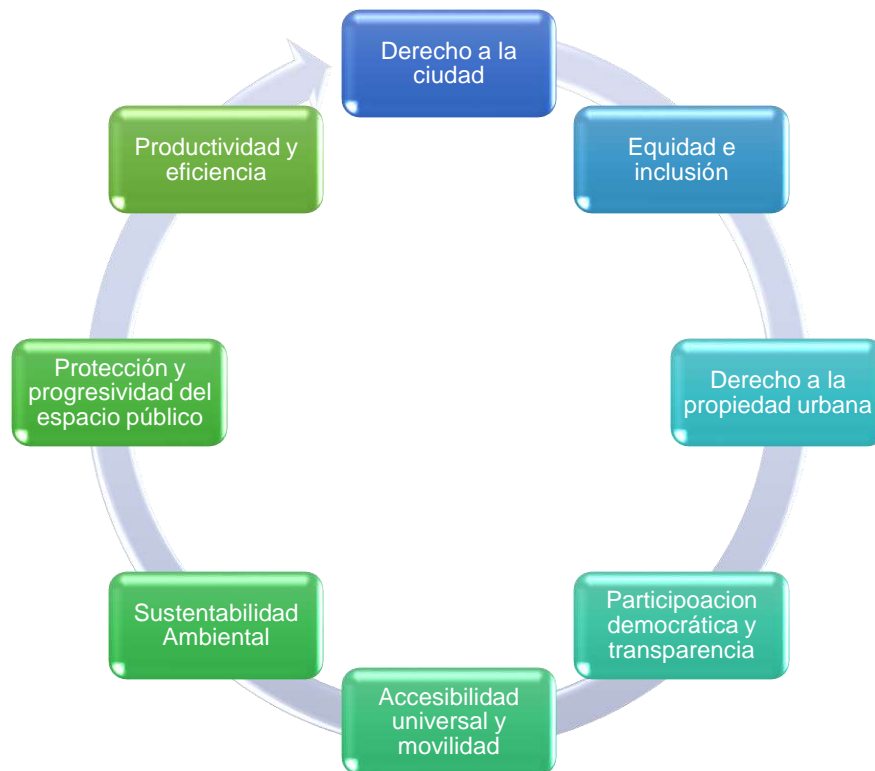 Derecho a la
ciudad
Equidad e
inclusión
Derecho a la
propiedad urbana
Participoacion
democrática y
transparencia
Accesibilidad
universal y
movilidad
Sustentabilidad
Ambiental
Protección y
progresividad del
espacio público
Productividad y
eficiencia